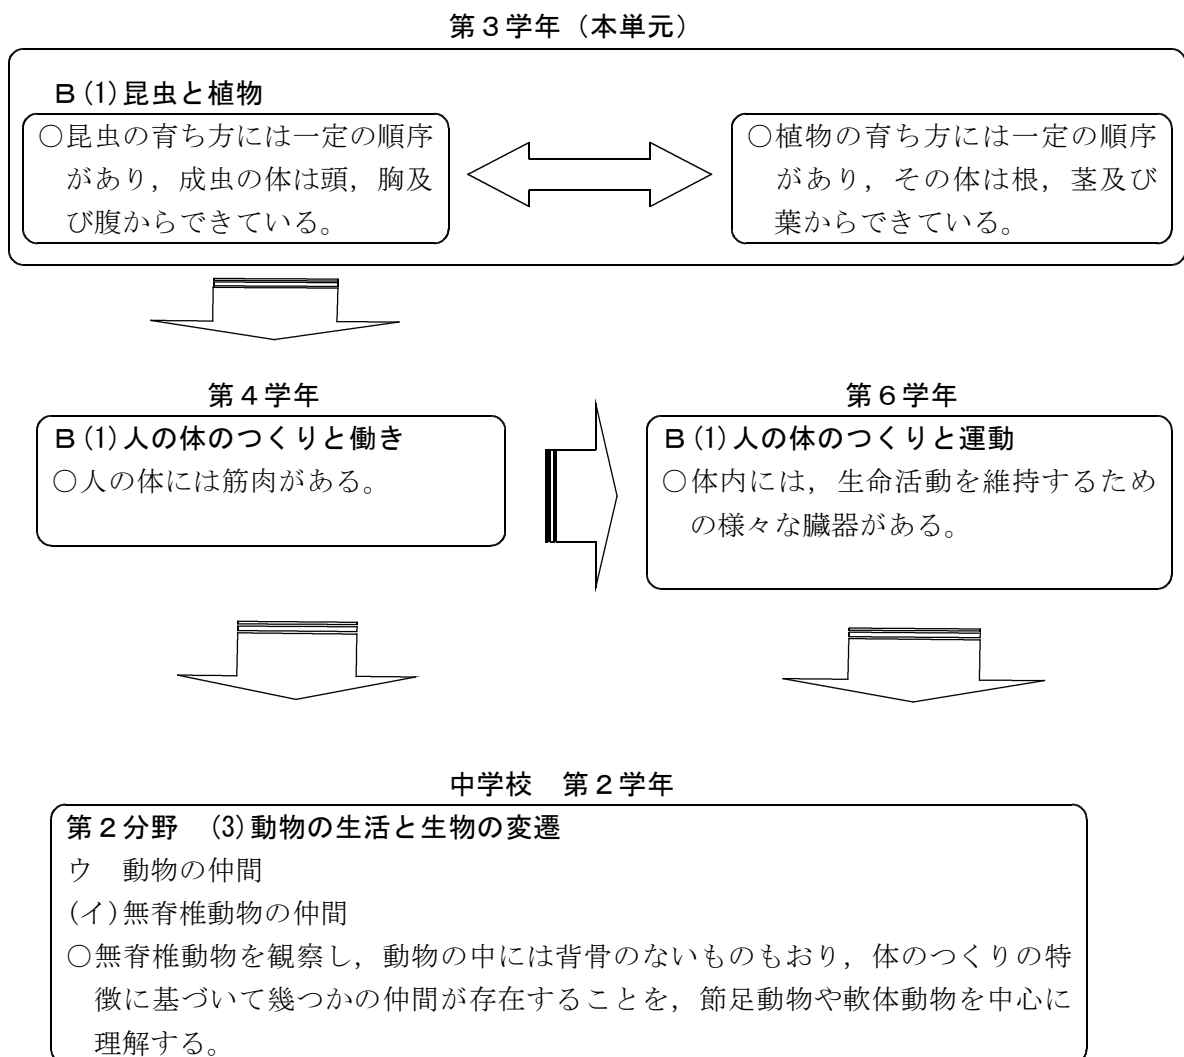 第３学年（本単元）
Ｂ(1)昆虫と植物
○昆虫の育ち方には一定の順序
があり，成虫の体は頭，胸及
び腹からできている。
○植物の育ち方には一定の順序
があり，その体は根，茎及び
葉からできている。
第４学年
Ｂ(1)人の体のつくりと働き
○人の体には筋肉がある。
第６学年
Ｂ(1)人の体のつくりと運動
○体内には，生命活動を維持するため
の様々な臓器がある。
中学校　第２学年
第２分野　(3)動物の生活と生物の変遷
ウ　動物の仲間
(イ)無脊椎動物の仲間
○無脊椎動物を観察し，動物の中には背骨のないものもおり，体のつくりの特
徴に基づいて幾つかの仲間が存在することを，節足動物や軟体動物を中心に
理解する。